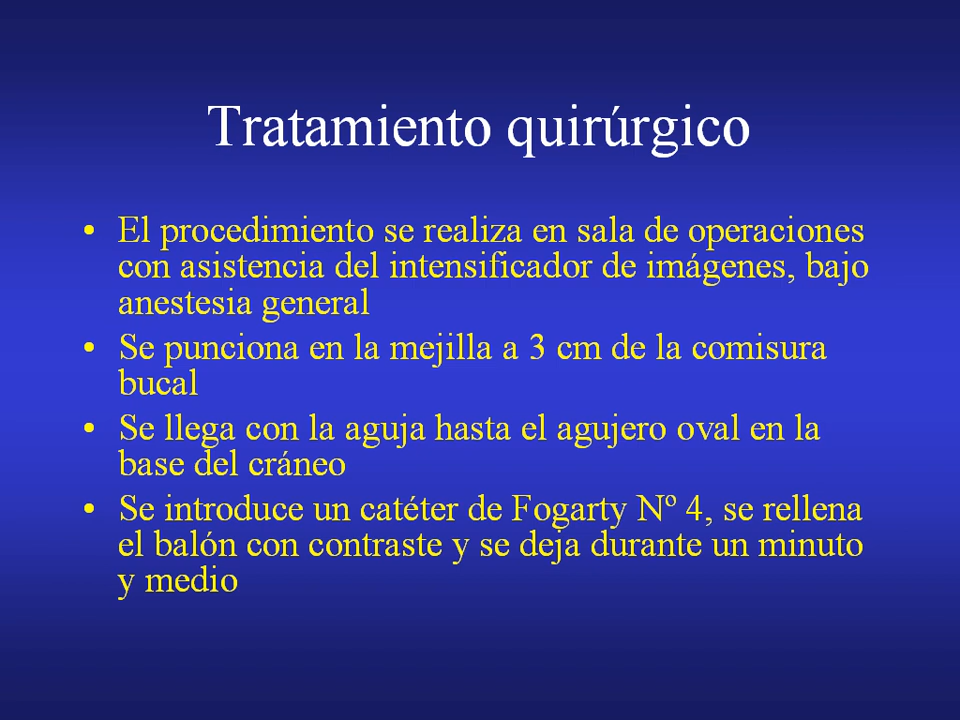 Tratamiento quirúrgico
• El procedimiento se realiza en sala de operaciones
con asistencia del intensificador de imágenes, bajo
anestesia general
• Se punciona en la mejilla a 3 cm de la comisura
bucal
• Se llega con la aguja hasta el agujero oval en la
base del cráneo
• Se introduce un catéter de Fogarty Nº 4, se rellena
el balón con contraste y se deja durante un minuto
y medio